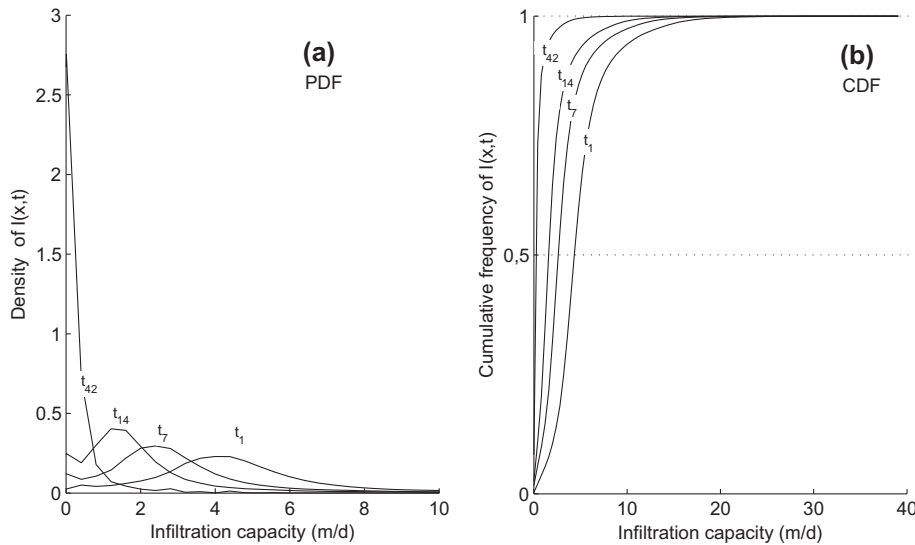 3
2.5
2
1.5
1
0.5
0
0
2
4
6
8
10
Density of I(x,t)
Infiltration capacity (m/d)
(a)
PDF
t42
t14
t7
t1
1
0,5
0
0
10
20
30
40
Cumulative frequency of I(x,t)
Infiltration capacity (m/d)
(b)
CDF
t42
t14
t7
t1